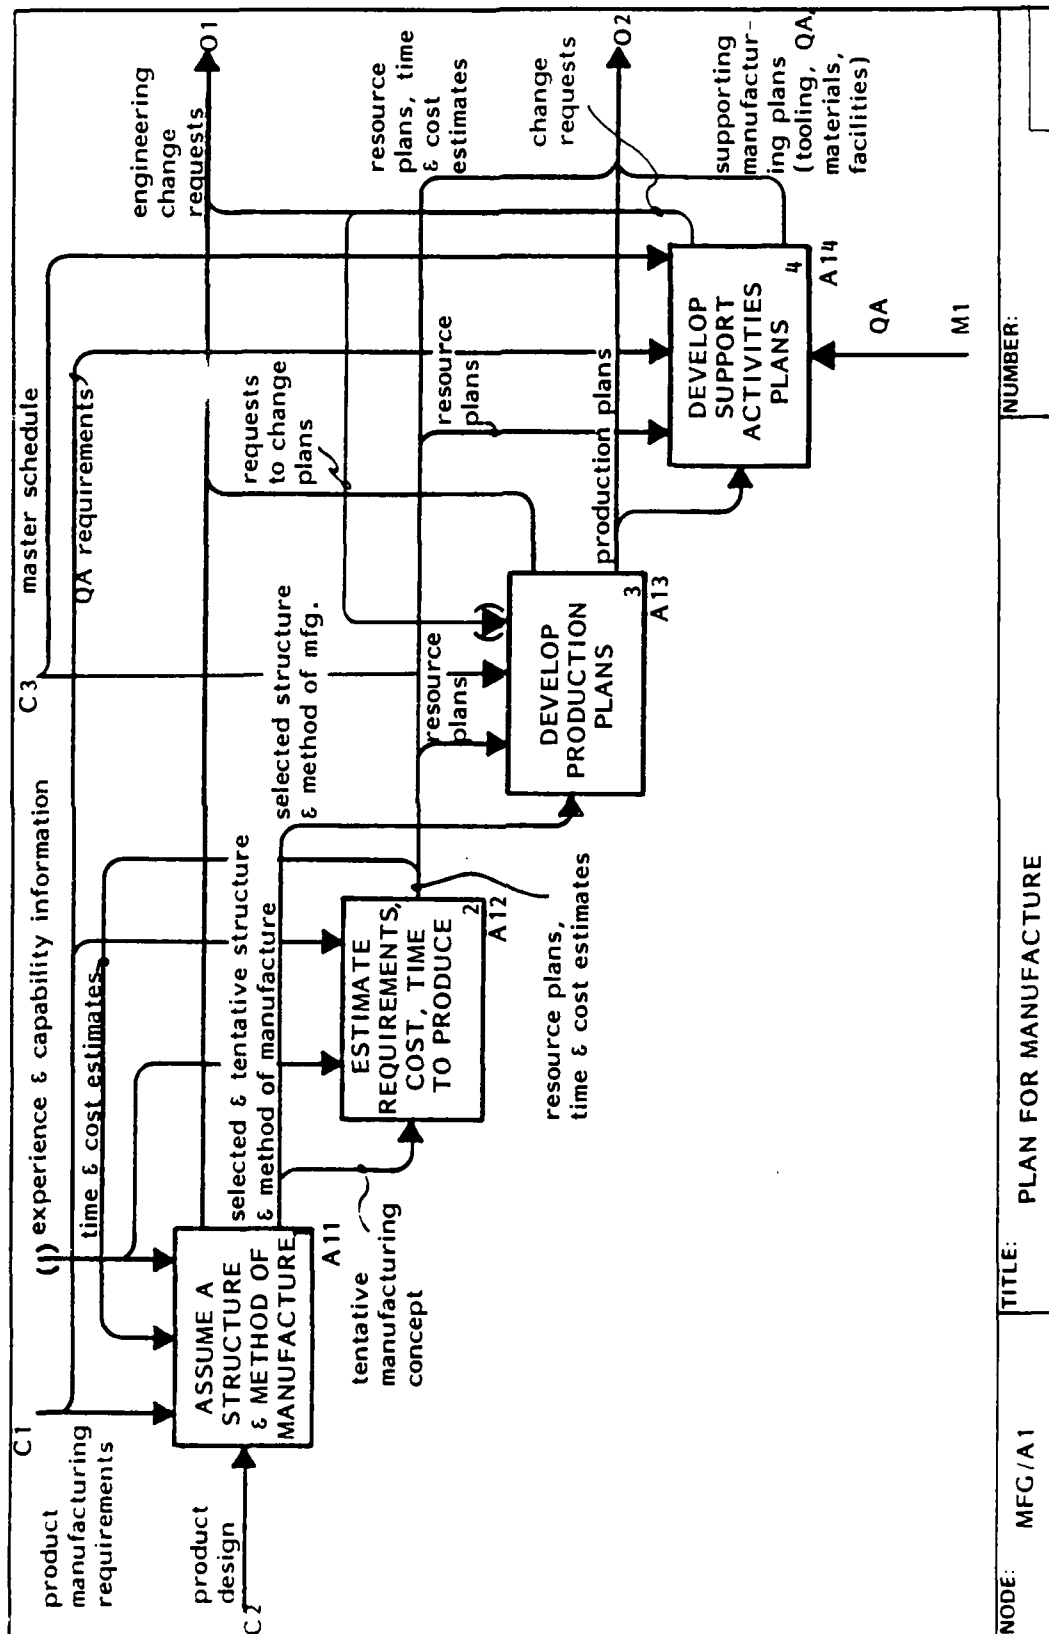 C1
product
manufacturing
requirements
(I) experience & capability information
time & cost estimates
C3
master schedule
QA requirements
product
design
C2
ASSUME A
STRUCTURE
& METHOD OF
MANUFACTURE
A11
selected & tentative structure
& method of manufacture
tentative
manufacturing
concept
ESTIMATE
REQUIREMENTS,
COST, TIME
TO PRODUCE
2
A12
resource plans,
time & cost estimates
selected structure
& method of mfg.
resource
plans
requests
to change
plans
DEVELOP
PRODUCTION
PLANS
3
A13
production plans
resource
plans
engineering
change
requests
O1
resource
plans, time
& cost
estimates
change
requests
O2
supporting
manufactur-
ing plans
(tooling, QA,
materials,
facilities)
DEVELOP
SUPPORT
ACTIVITIES
PLANS
4
A14
QA
M1
NODE:
MFG/A1
TITLE:
PLAN FOR MANUFACTURE
NUMBER: